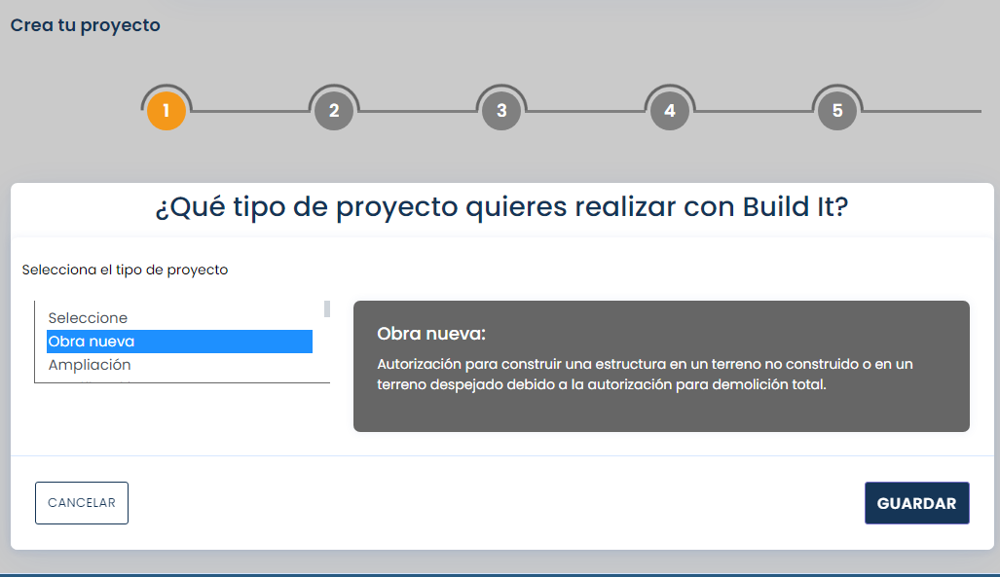 Crea tu proyecto
1 2 3 4 5
¿Qué tipo de proyecto quieres realizar con Build It?
Selecciona el tipo de proyecto
Seleccione
Obra nueva
Ampliación
Obra nueva:
Autorización para construir una estructura en un terreno no construido o en un
terreno despejado debido a la autorización para demolición total.
CANCELAR
GUARDAR